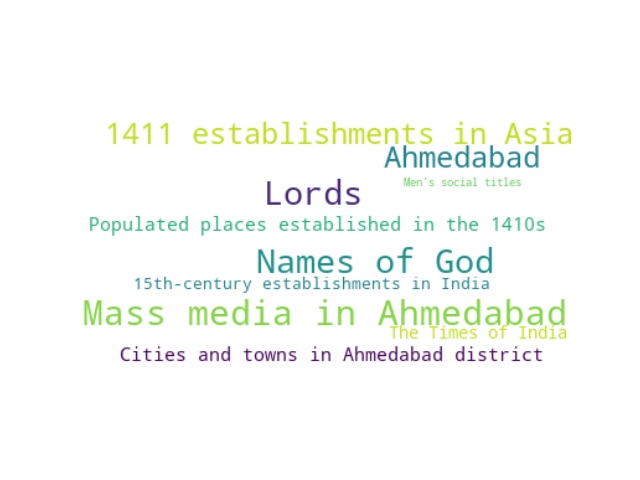 1411 establishments in Asia
Ahmedabad
Men's social titles
Lords
Populated places established in the 1410s
Names of God
15th-century establishments in India
Mass media in Ahmedabad
The Times of India
Cities and towns in Ahmedabad district